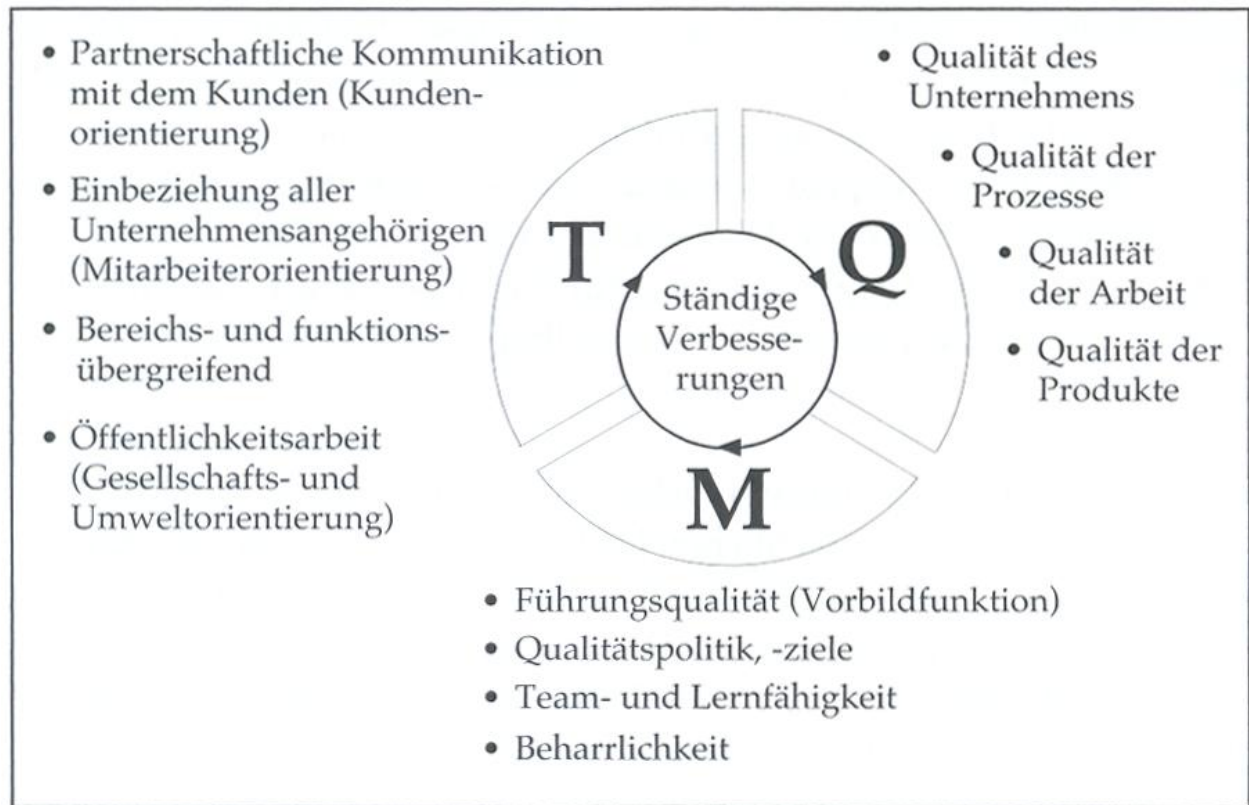 • Partnerschaftliche Kommunikation
mit dem Kunden (Kunden-
orientierung)
• Einbeziehung aller
Unternehmensangehörigen
(Mitarbeiterorientierung)
• Bereichs- und funktions-
übergreifend
• Öffentlichkeitsarbeit
(Gesellschafts- und
Umweltorientierung)
T
Q
M
Ständige
Verbesse-
rungen
• Qualität des
Unternehmens
• Qualität der
Prozesse
• Qualität
der Arbeit
• Qualität der
Produkte
• Führungsqualität (Vorbildfunktion)
• Qualitätspolitik, -ziele
• Team- und Lernfähigkeit
• Beharrlichkeit